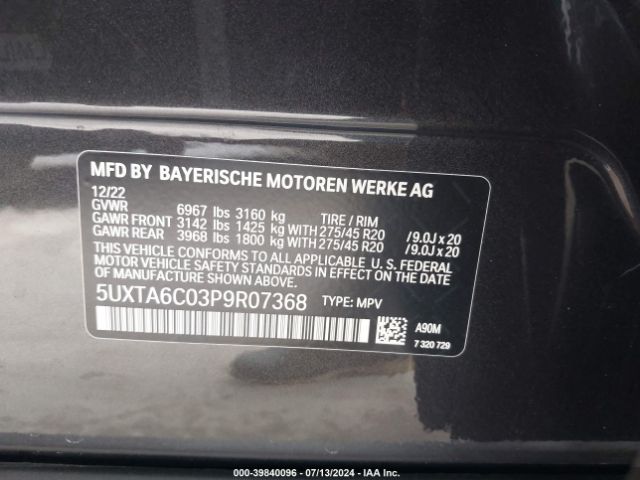 MFD BY BAYERISCHE MOTOREN WERKE AG
12/22
GVWR 6967 lbs 3160 kg TIRE / RIM
GAWR FRONT 3142 lbs 1425 kg WITH 275/45 R20 /9.0J x 20
GAWR REAR 3968 lbs 1800 kg WITH 275/45 R20 /9.0J x 20
THIS VEHICLE CONFORMS TO ALL APPLICABLE U. S. FEDERAL
MOTOR VEHICLE SAFETY STANDARDS IN EFFECT ON THE DATE OF
MANUFACTURE SHOWN ABOVE.
5UXTA6C03P9R07368 TYPE: MPV
A90M
7 320 729
00-39840096 - 07/13/2024 - IAA Inc.